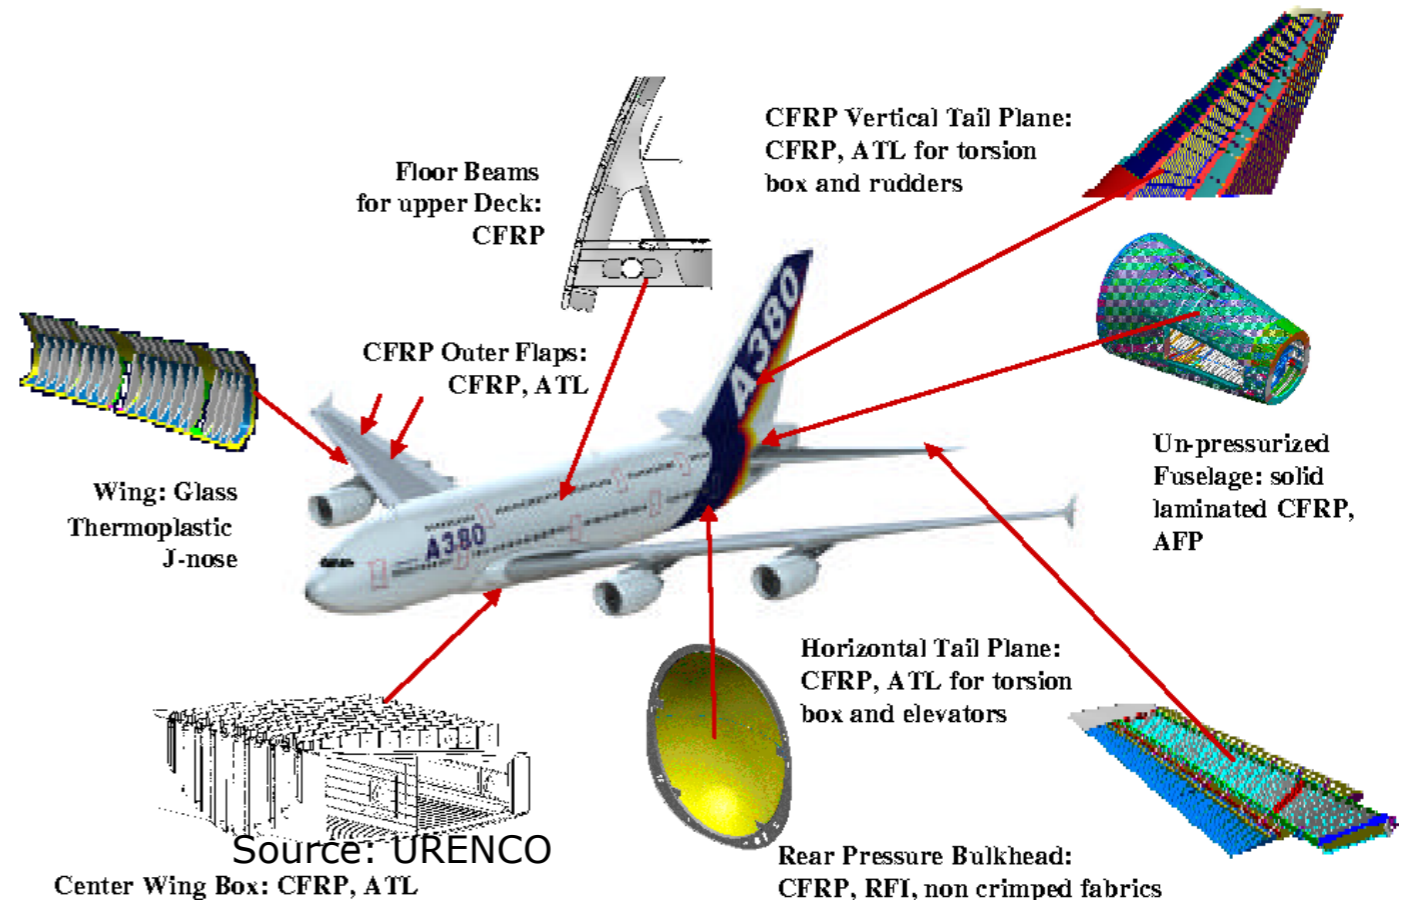 CFRP Vertical Tail Plane:
CFRP, ATL for torsion
box and rudders
Floor Beams
for upper Deck:
CFRP
CFRP Outer Flaps:
CFRP, ATL
A380
Un-pressurized
Fuselage: solid
laminated CFRP,
AFP
Wing: Glass
Thermoplastic
J-nose
A380
Horizontal Tail Plane:
CFRP, ATL for torsion
box and elevators
Source: URENCO
Center Wing Box: CFRP, ATL
Rear Pressure Bulkhead:
CFRP, RFI, non crimped fabrics